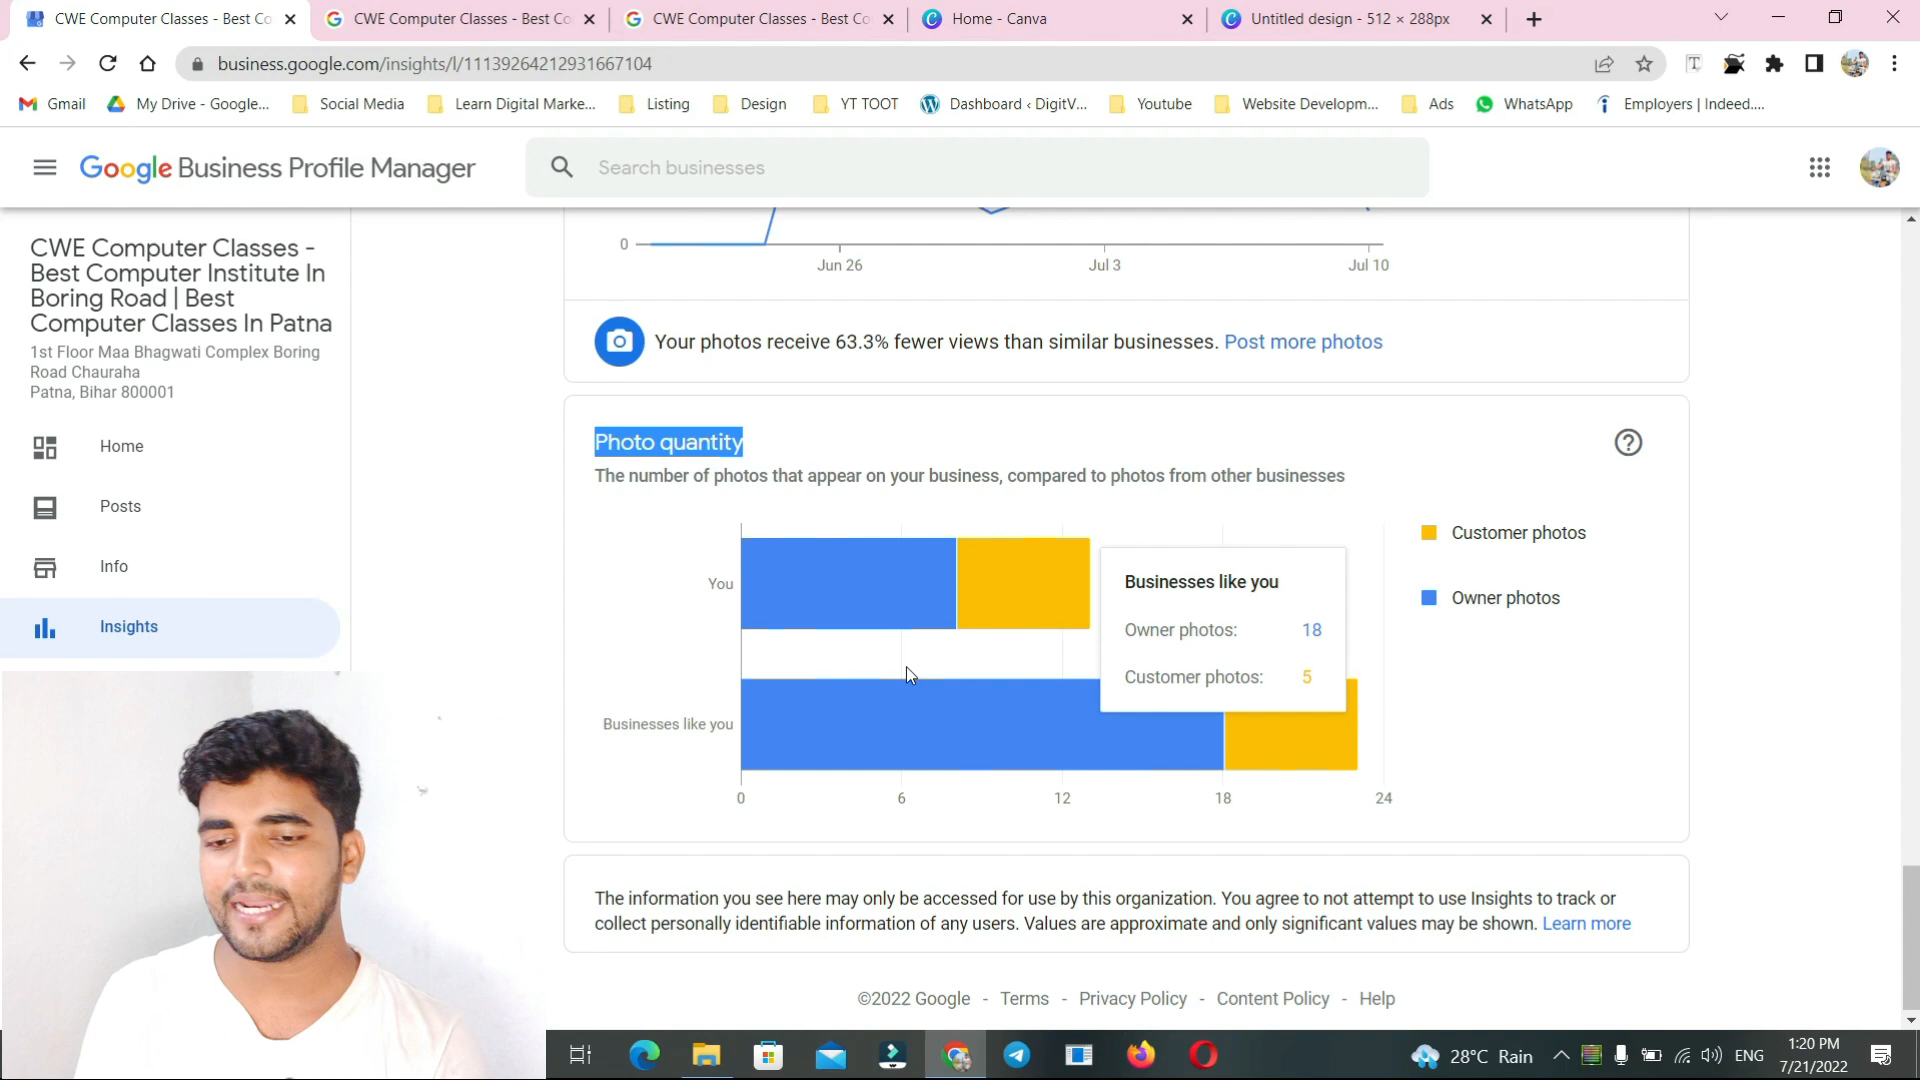 CWE Computer Classes - Best Co
CWE Computer Classes - Best Co
CWE Computer Classes - Best Co
Home - Canva
Untitled design - 512 × 288px
business.google.com/insights/l/11139264212931667104
Gmail
My Drive - Google...
Social Media
Learn Digital Marke...
Listing
Design
YT TOOT
Dashboard ‹ DigitV...
Youtube
Website Developm...
Ads
WhatsApp
Employers | Indeed....
Google Business Profile Manager
Search businesses
CWE Computer Classes -
Best Computer Institute In
Boring Road | Best
Computer Classes In Patna
1st Floor Maa Bhagwati Complex Boring
Road Chauraha
Patna, Bihar 800001
Home
Posts
Info
Insights
0
Jun 26
Jul 3
Jul 10
Your photos receive 63.3% fewer views than similar businesses. Post more photos
Photo quantity
The number of photos that appear on your business, compared to photos from other businesses
You
Businesses like you
0
6
12
18
24
Businesses like you
Owner photos: 18
Customer photos: 5
Customer photos
Owner photos
The information you see here may only be accessed for use by this organization. You agree to not attempt to use Insights to track or
collect personally identifiable information of any users. Values are approximate and only significant values may be shown. Learn more
©2022 Google - Terms - Privacy Policy - Content Policy - Help
28°C Rain
ENG
1:20 PM
7/21/2022